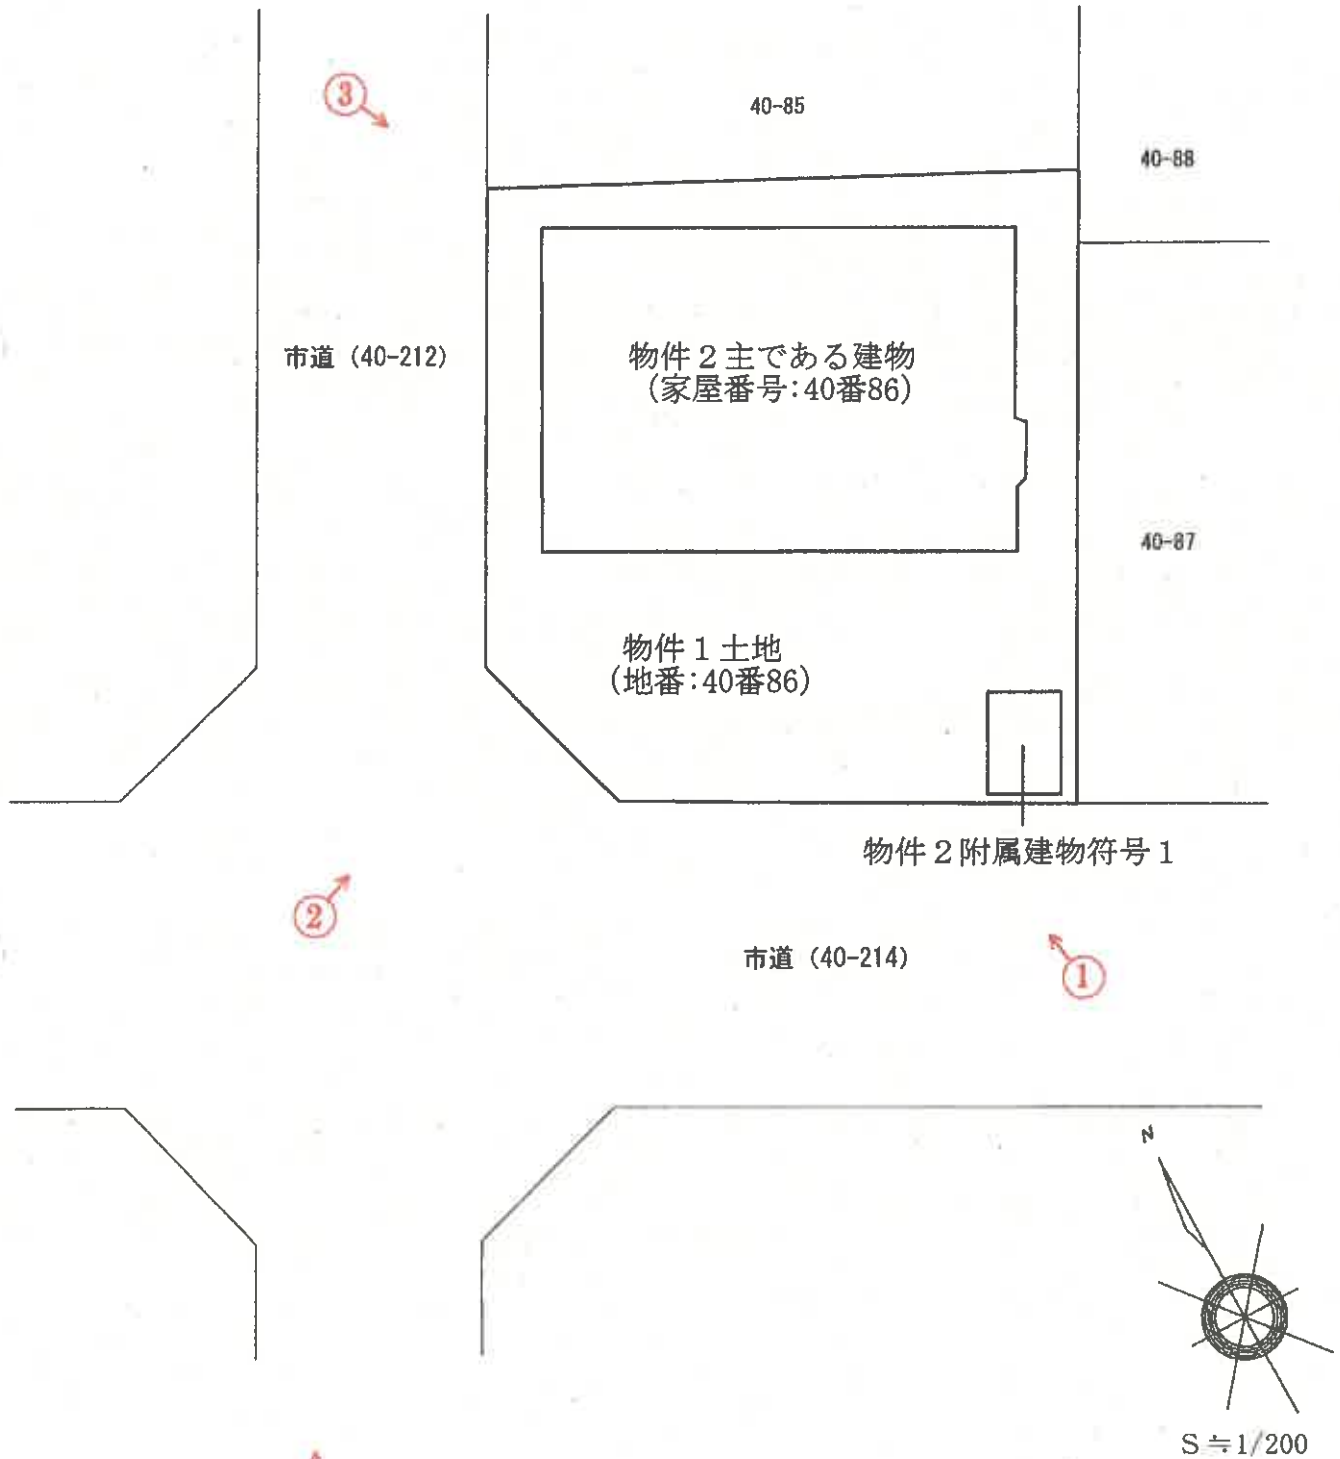 ③
40-85
40-88
市道 (40-212)
物件２主である建物
(家屋番号:40番86)
40-87
物件１土地
(地番:40番86)
物件２附属建物符号１
②
市道 (40-214)
①
N
S≒1/200